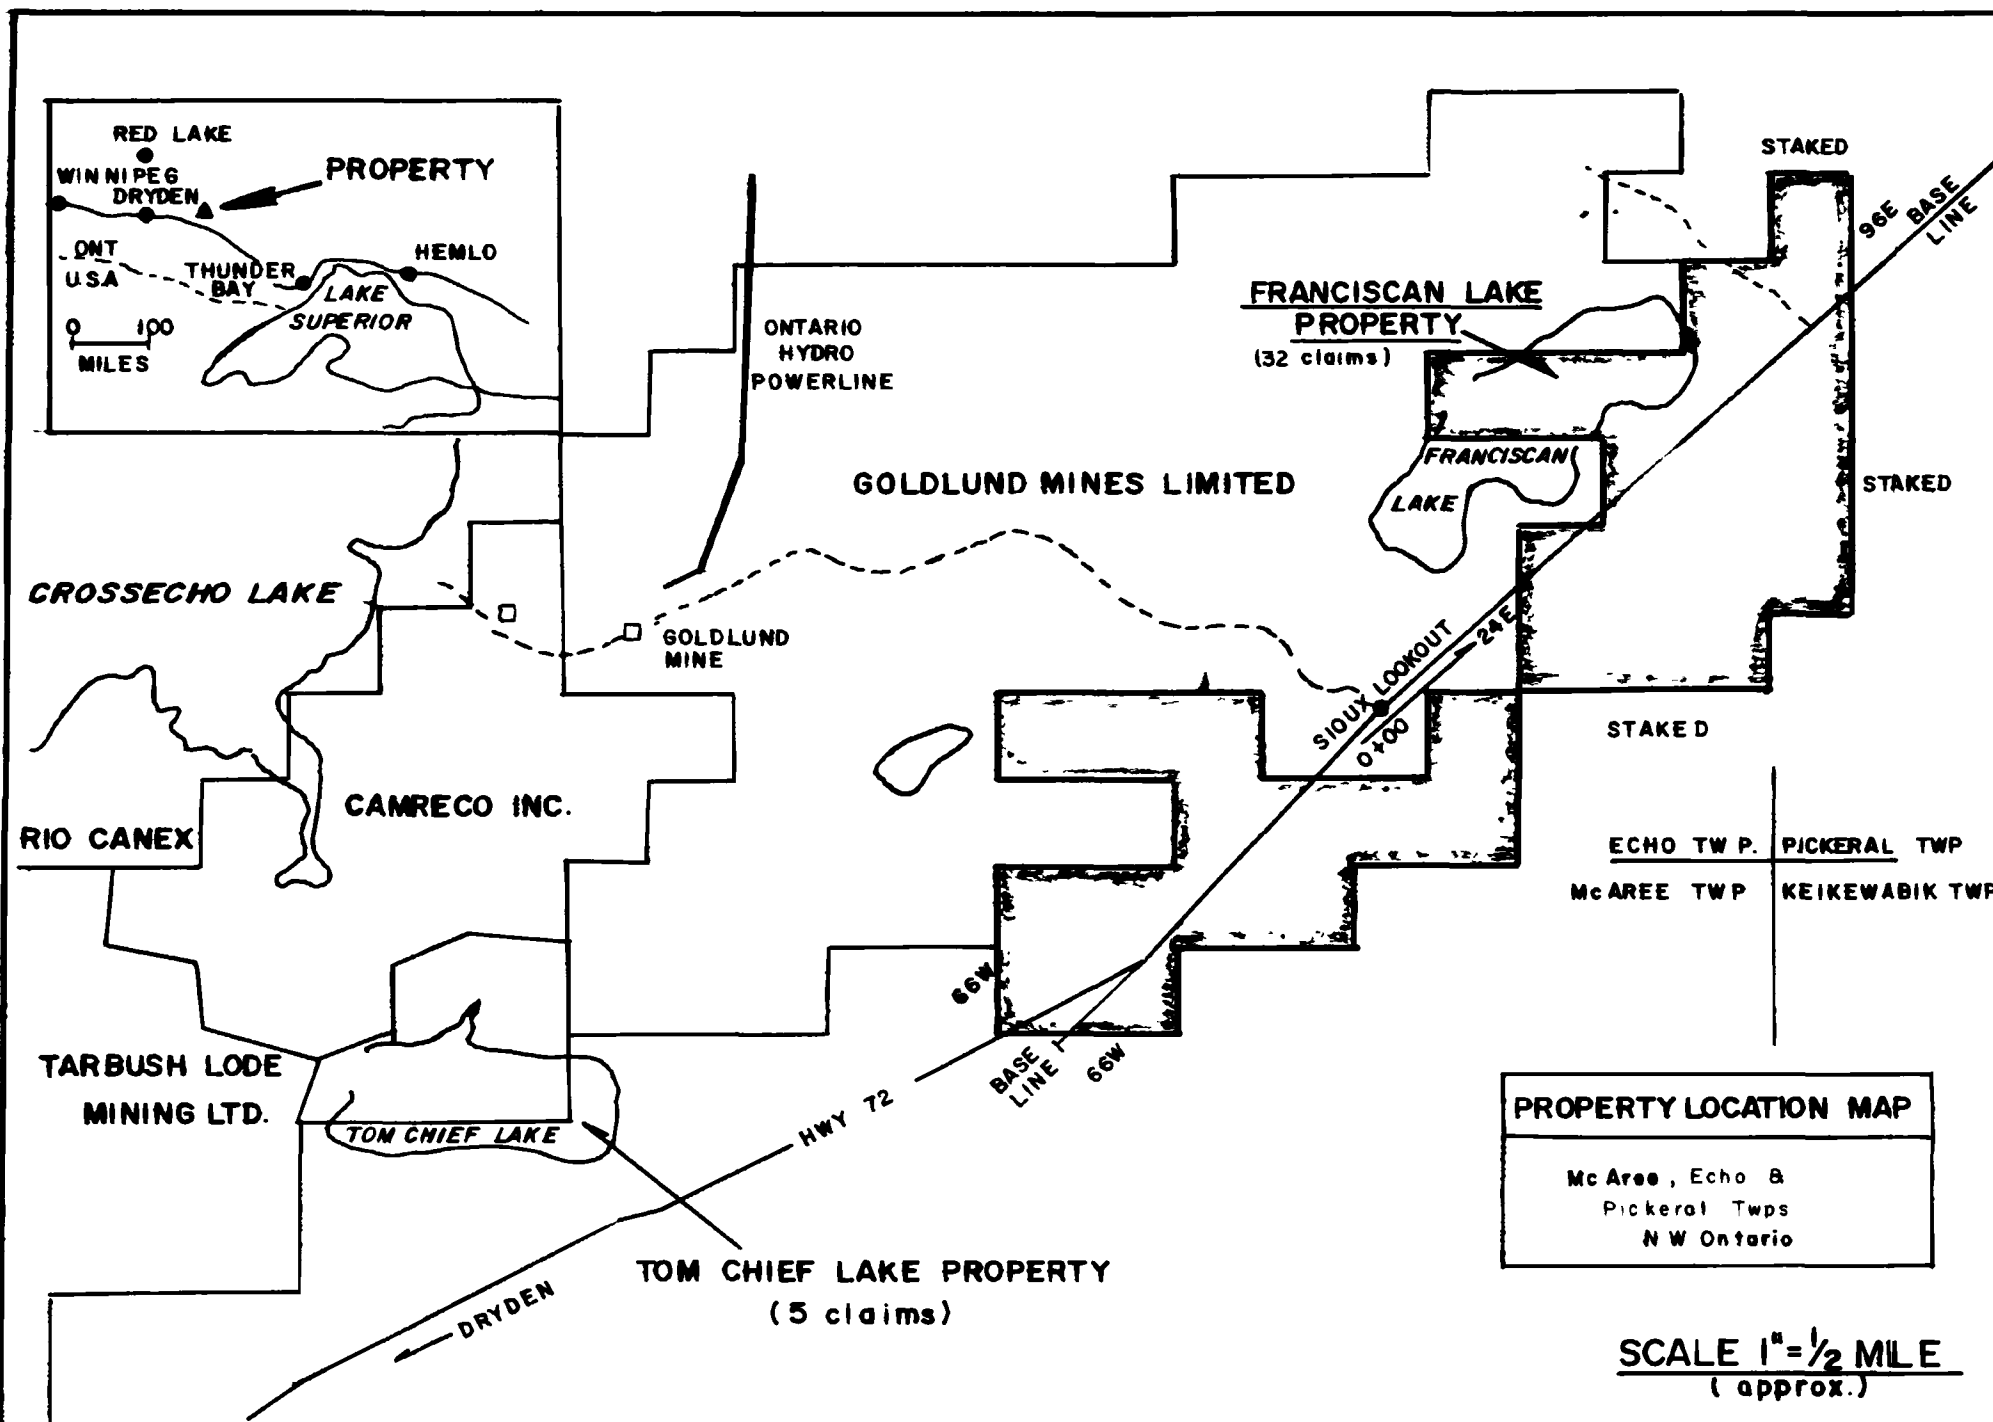 RED LAKE
WINNIPEG
DRYDEN
PROPERTY
ONT
U.S.A
THUNDER
BAY
HEMLO
LAKE
SUPERIOR
0 100
MILES
ONTARIO
HYDRO
POWERLINE
STAKED
96E BASE
LINE
FRANCISCAN LAKE
PROPERTY
(32 claims)
FRANCISCAN
LAKE
GOLDLUND MINES LIMITED
STAKED
CROSSECHO LAKE
GOLDLUND
MINE
SIOUX LOOKOUT
24E
0+00
STAKED
CAMRECO INC.
RIO CANEX
ECHO TWP. PICKERAL TWP
McAREE TWP KEIKEWABIK TWP
66W
BASE
LINE
66W
TARBUSH LODE
MINING LTD.
TOM CHIEF LAKE
HWY 72
PROPERTY LOCATION MAP
McAree, Echo &
Pickeral Twps
N W Ontario
TOM CHIEF LAKE PROPERTY
(5 claims)
DRYDEN
SCALE 1"=1/2 MILE
(approx.)